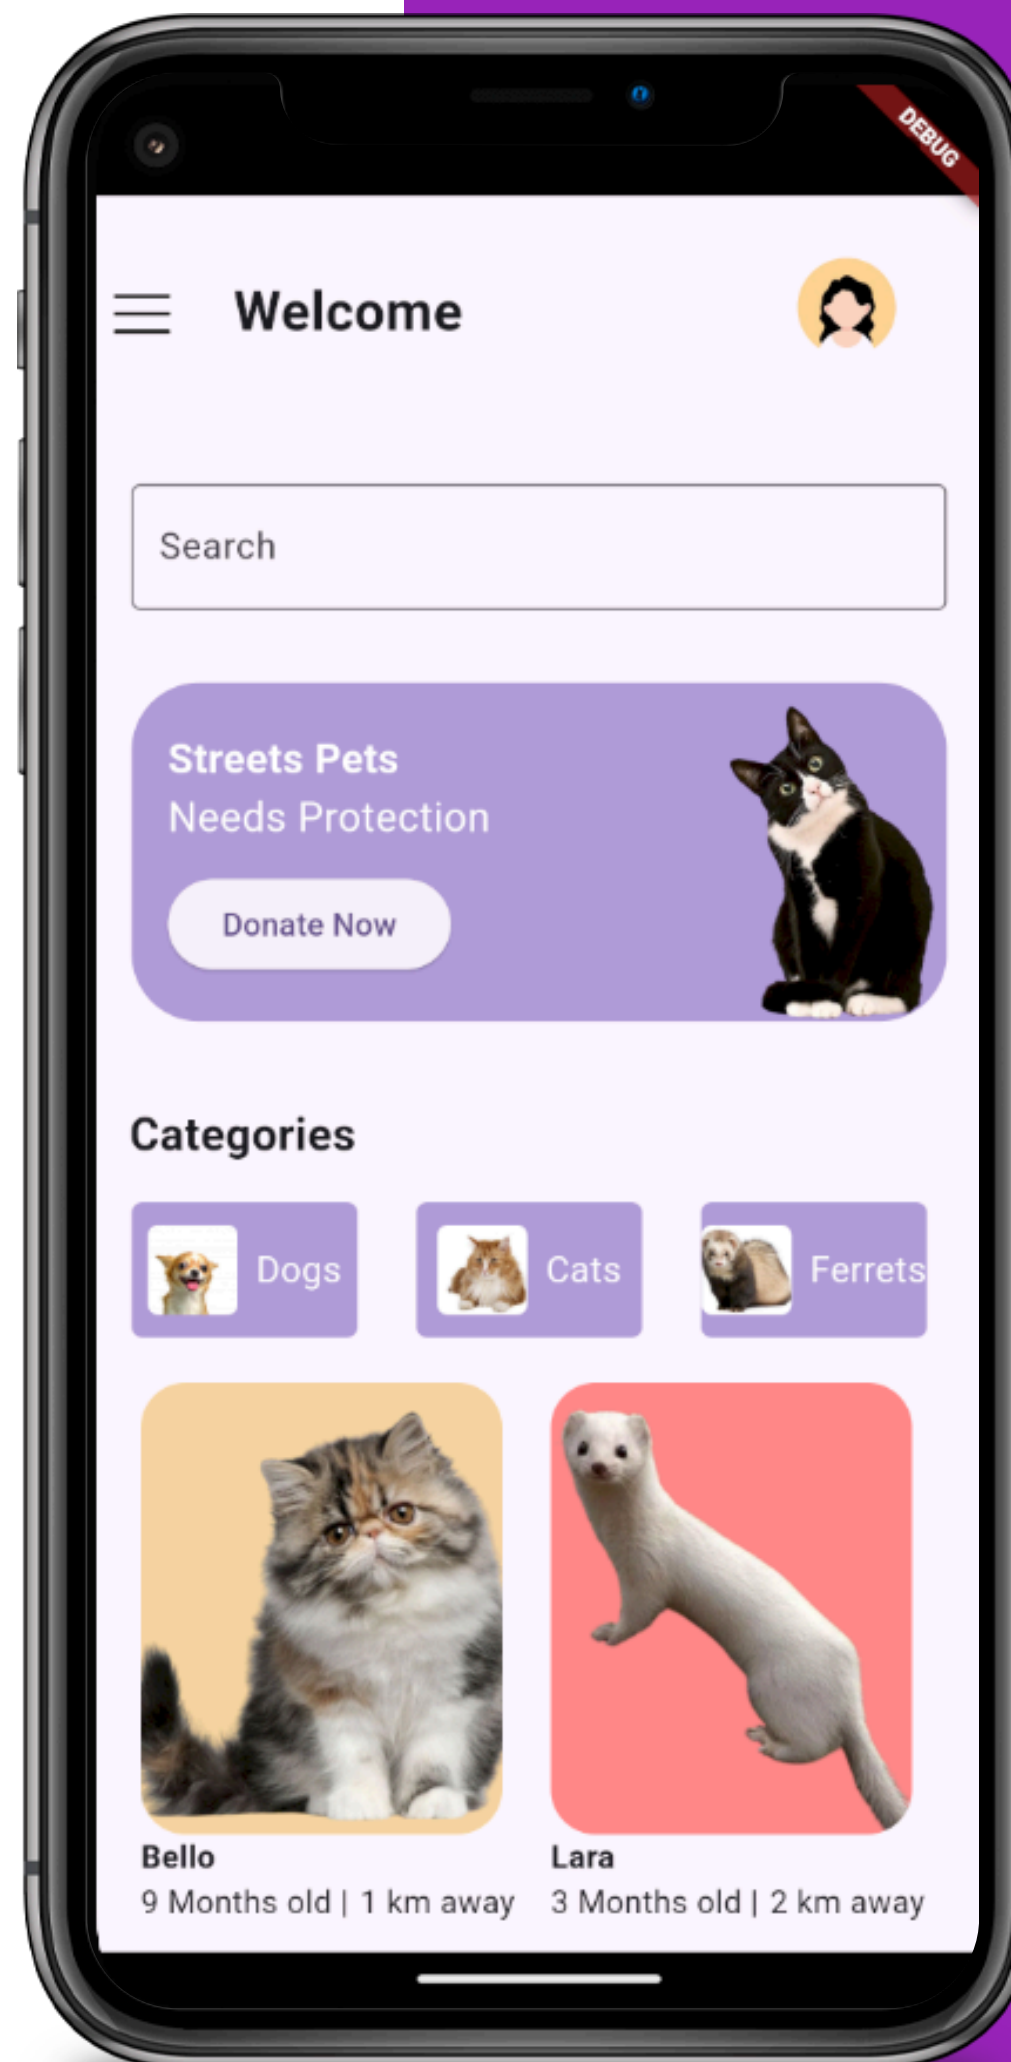 DEBUG
Welcome
Search
Streets Pets
Needs Protection
Donate Now
Categories
Dogs
Cats
Ferrets
Bello
9 Months old | 1 km away
Lara
3 Months old | 2 km away